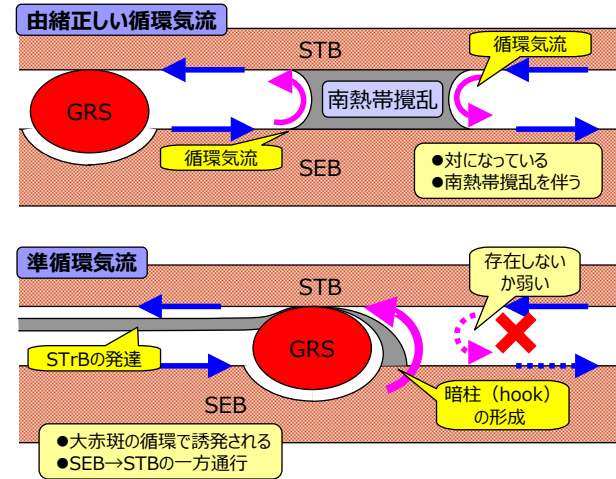 由緒正しい循環気流
STB
循環気流
GRS
南熱帯攪乱
循環気流
SEB
●対になっている
●南熱帯攪乱を伴う
準循環気流
STB
存在しない
か弱い
STrBの発達
GRS
SEB
暗柱（hook）
の形成
●大赤斑の循環で誘発される
●SEB→STBの一方通行